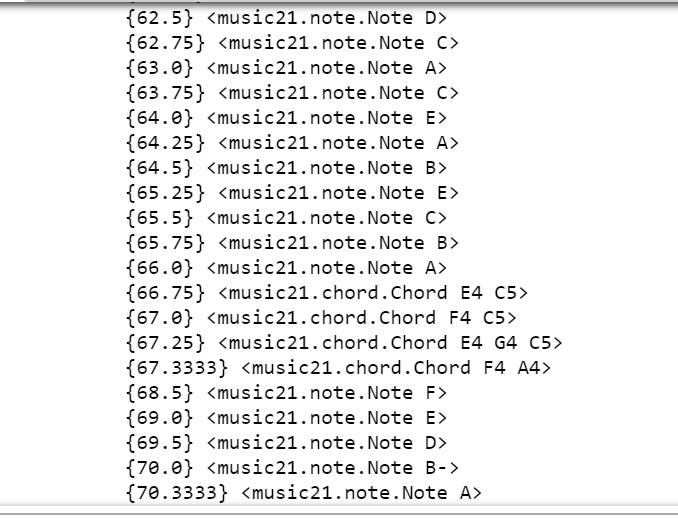 {62.5} <music21.note.Note D>
{62.75} <music21.note.Note C>
{63.0} <music21.note.Note A>
{63.75} <music21.note.Note C>
{64.0} <music21.note.Note E>
{64.25} <music21.note.Note A>
{64.5} <music21.note.Note B>
{65.25} <music21.note.Note E>
{65.5} <music21.note.Note C>
{65.75} <music21.note.Note B>
{66.0} <music21.note.Note A>
{66.75} <music21.chord.Chord E4 C5>
{67.0} <music21.chord.Chord F4 C5>
{67.25} <music21.chord.Chord E4 G4 C5>
{67.3333} <music21.chord.Chord F4 A4>
{68.5} <music21.note.Note F>
{69.0} <music21.note.Note E>
{69.5} <music21.note.Note D>
{70.0} <music21.note.Note B->
{70.3333} <music21.note.Note A>